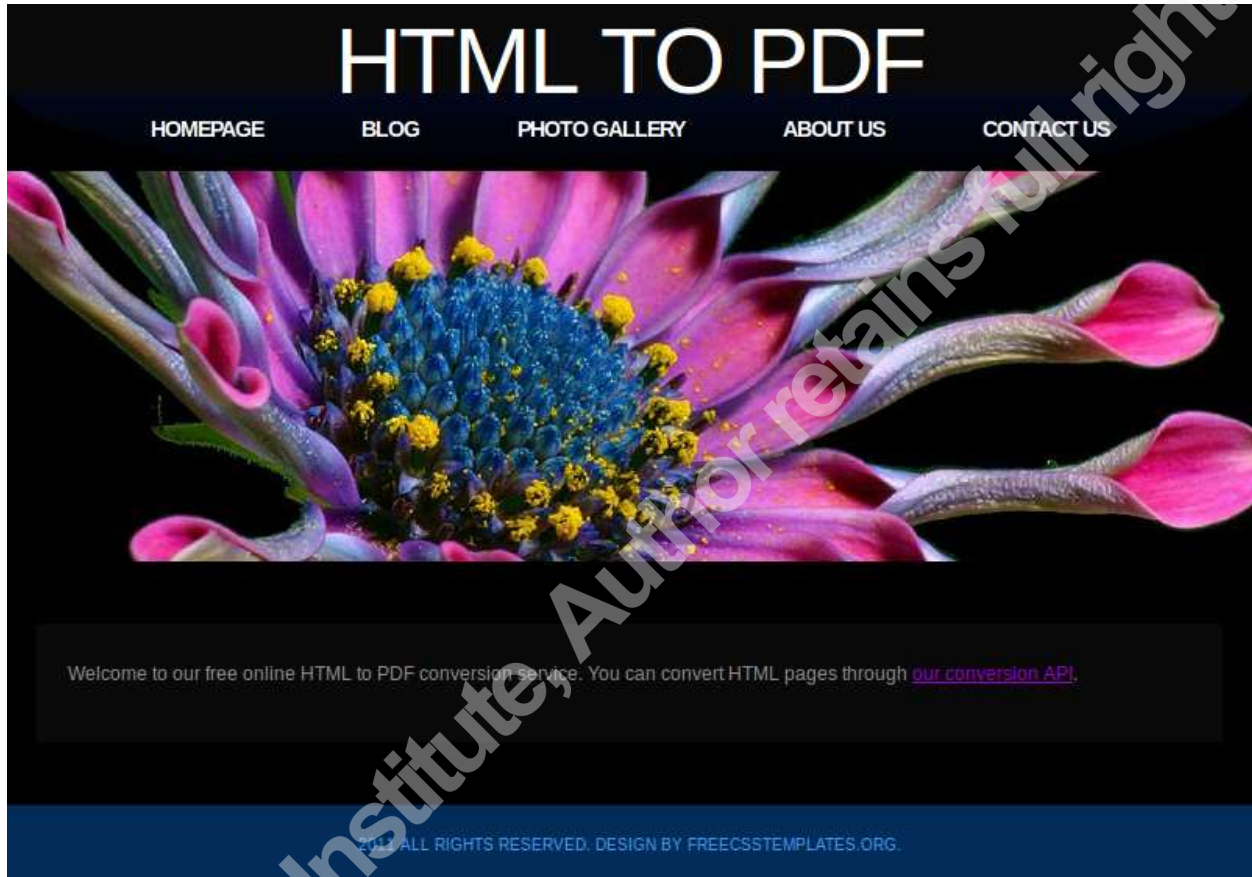 HTML TO PDF
HOMEPAGE BLOG PHOTO GALLERY ABOUT US CONTACT US
Welcome to our free online HTML to PDF conversion service. You can convert HTML pages through our conversion API.
2011 ALL RIGHTS RESERVED. DESIGN BY FREECSSTEMPLATES.ORG.
Institute, Author retains full right